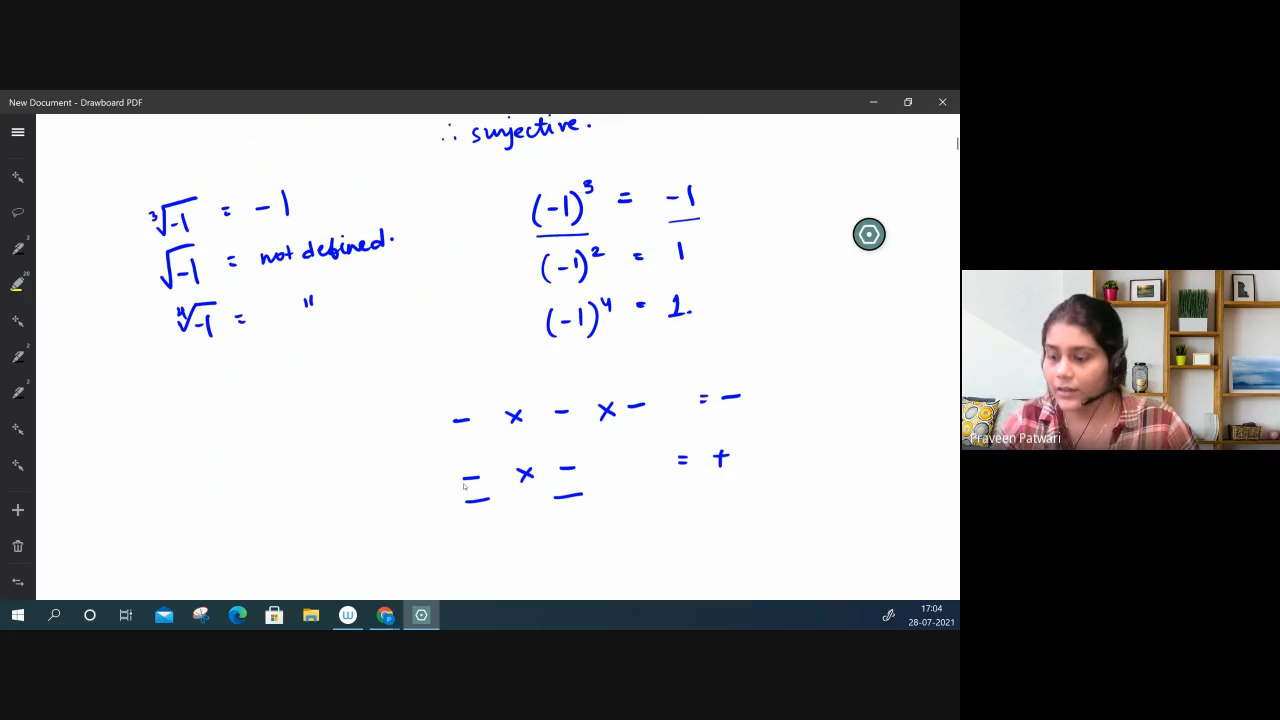 New Document - Drawboard PDF
∴ surjective.
∛-1 = -1
√-1 = not defined.
∜-1 = "
(-1)³ = -1
(-1)² = 1
(-1)⁴ = 1.
- × - × - = -
- × - = +
Praveen Patwari
17:04
28-07-2021